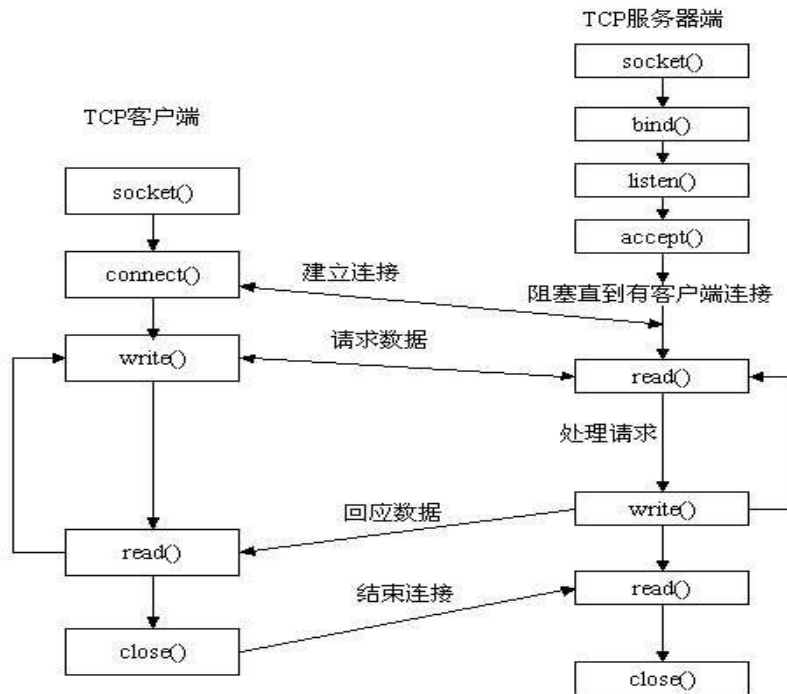 TCP服务器端
socket()
bind()
TCP客户端
listen()
socket()
accept()
connect()
建立连接
阻塞直到有客户端连接
请求数据
write()
read()
处理请求
回应数据
write()
read()
结束连接
read()
close()
close()